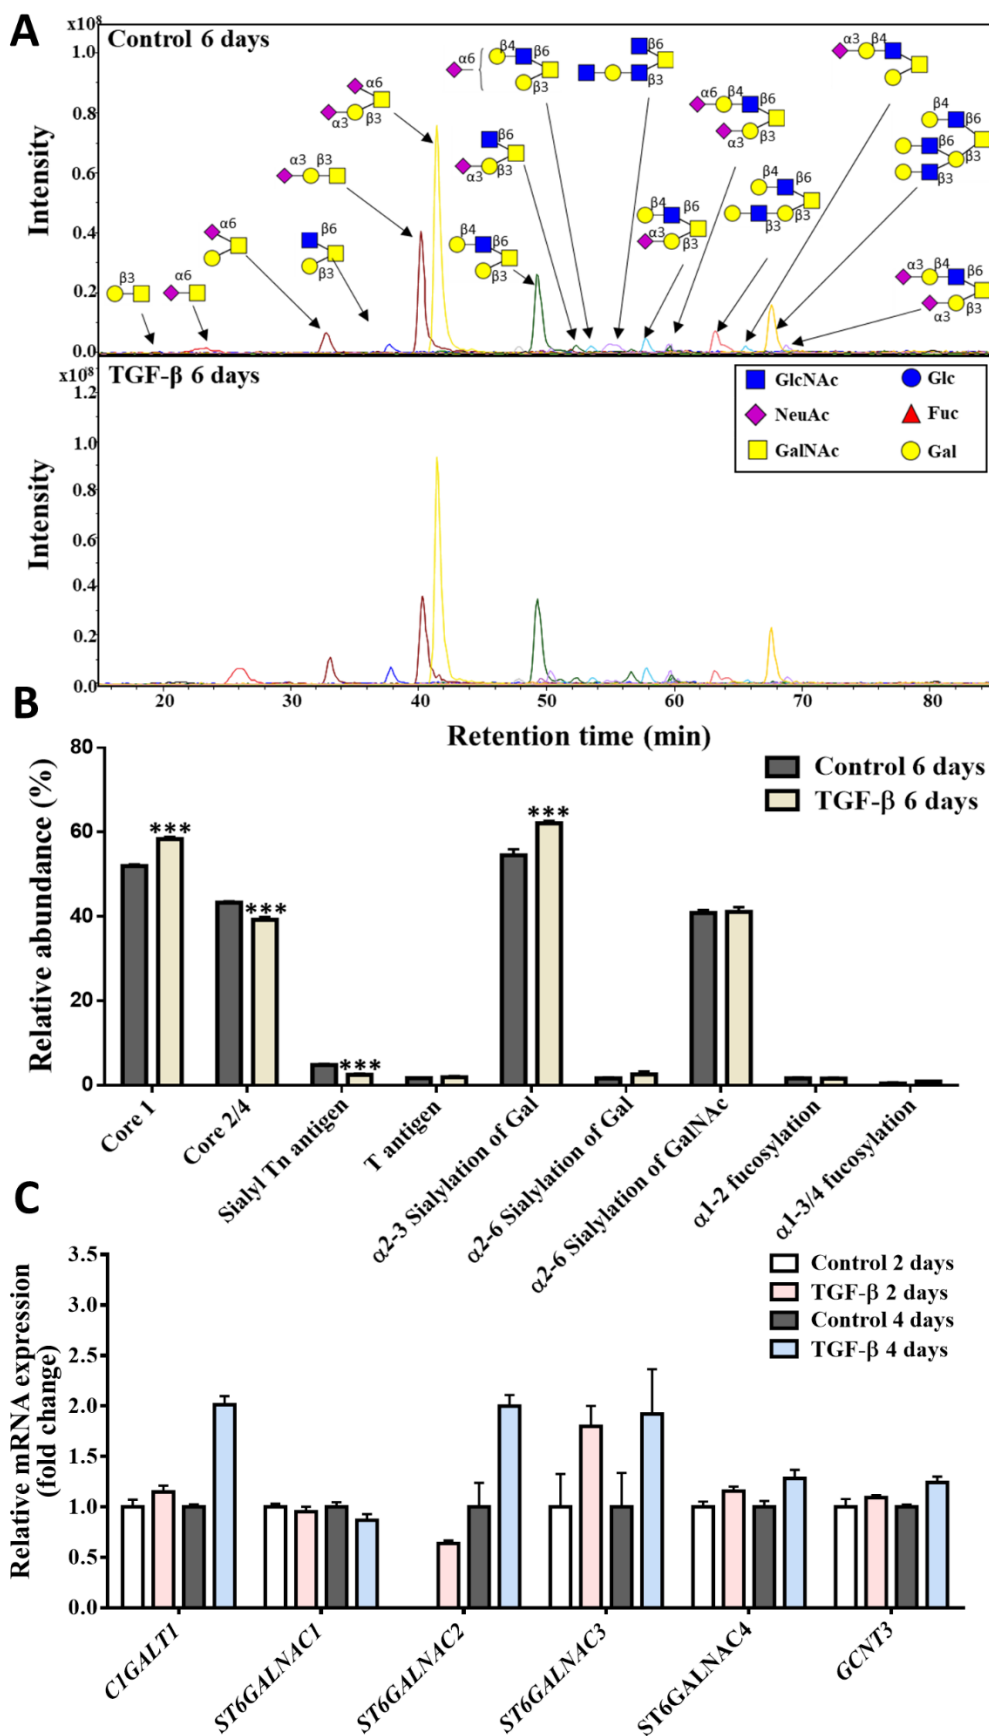 A
x10⁸
Control 6 days
1.0
0.8
0.6
0.4
0.2
0.0
Intensity
β3
α6
α6
β6
β3
α3 β3
α6
α3 β3
β4 β6
β3
β6
α3 β3
α6
β4 β6
β3
β6
β3
β4 β6
α3 β3
α6 β4 β6
α3 β3
β4 β6
β3
α3 β4
β4 β6
β6
β3
β3
α3 β4 β6
α3 β3
x10⁸
TGF-β 6 days
1.2
1.0
0.8
0.6
0.4
0.2
0.0
Intensity
GlcNAc Glc
NeuAc Fuc
GalNAc Gal
20 30 40 50 60 70 80
Retention time (min)
B
Relative abundance (%)
80
60
40
20
0
Control 6 days
TGF-β 6 days
*** *** *** ***
Core 1
Core 2/4
Sialyl Tn antigen
T antigen
α2-3 Sialylation of Gal
α2-6 Sialylation of Gal
α2-6 Sialylation of GalNAc
α1-2 fucosylation
α1-3/4 fucosylation
C
Relative mRNA expression
(fold change)
3.5
3.0
2.5
2.0
1.5
1.0
0.5
0.0
Control 2 days
TGF-β 2 days
Control 4 days
TGF-β 4 days
C1GALT1
ST6GALNAC1
ST6GALNAC2
ST6GALNAC3
ST6GALNAC4
GCNT3